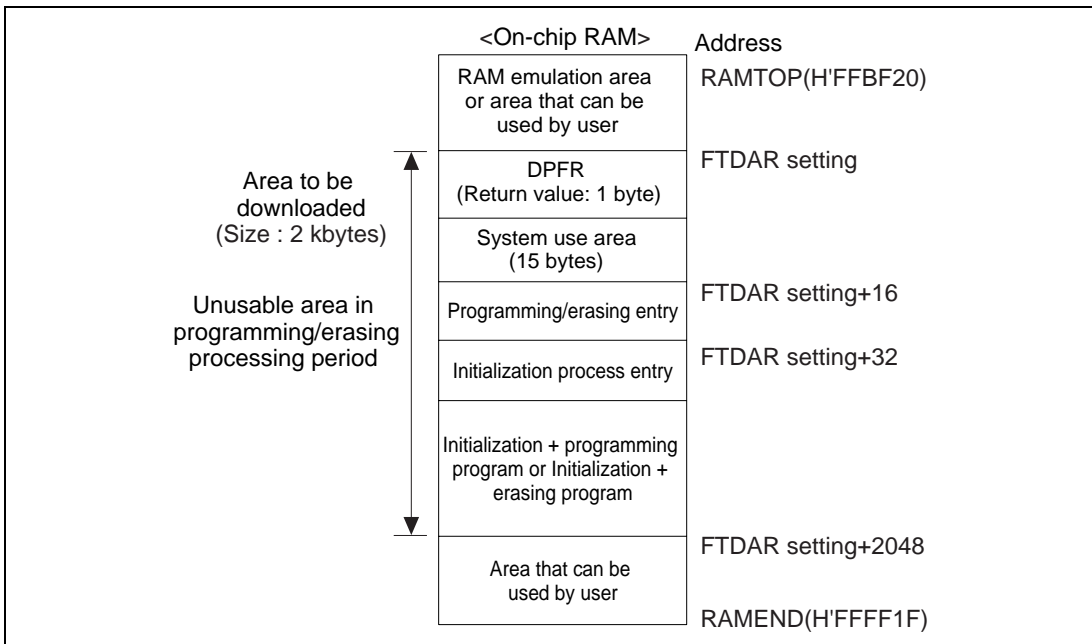 <On-chip RAM>
Address
RAM emulation area
or area that can be
used by user
RAMTOP(H'FFBF20)
Area to be
downloaded
(Size : 2 kbytes)
Unusable area in
programming/erasing
processing period
DPFR
(Return value: 1 byte)
FTDAR setting
System use area
(15 bytes)
Programming/erasing entry
FTDAR setting+16
Initialization process entry
FTDAR setting+32
Initialization + programming
program or Initialization +
erasing program
Area that can be
used by user
FTDAR setting+2048
RAMEND(H'FFFF1F)